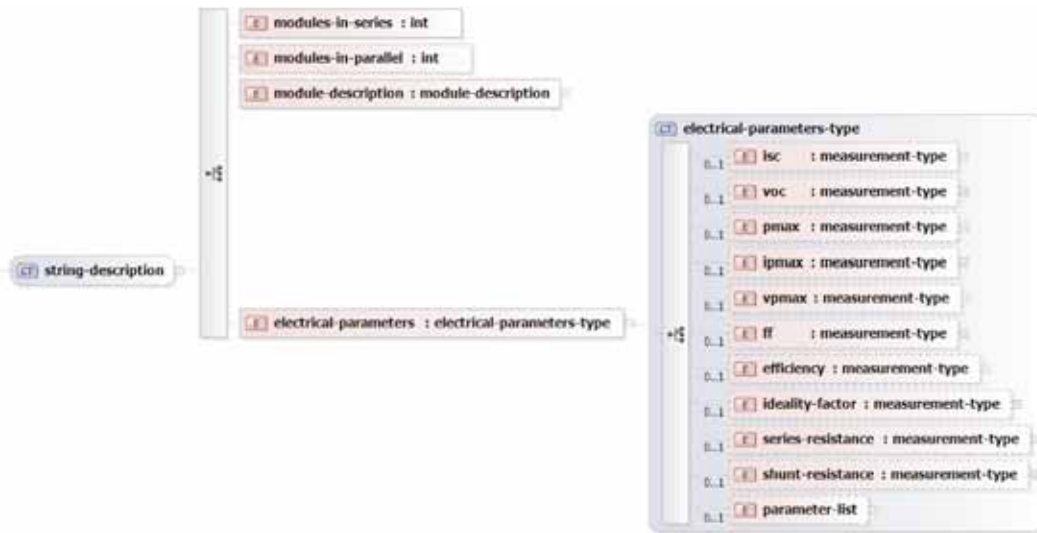 E modules-in-series : int
E modules-in-parallel : int
E module-description : module-description
CT electrical-parameters-type
0..1 E isc : measurement-type
0..1 E voc : measurement-type
0..1 E pmax : measurement-type
0..1 E ipmax : measurement-type
0..1 E vpmax : measurement-type
CT string-description
E electrical-parameters : electrical-parameters-type
0..1 E ff : measurement-type
0..1 E efficiency : measurement-type
0..1 E ideality-factor : measurement-type
0..1 E series-resistance : measurement-type
0..1 E shunt-resistance : measurement-type
0..1 E parameter-list